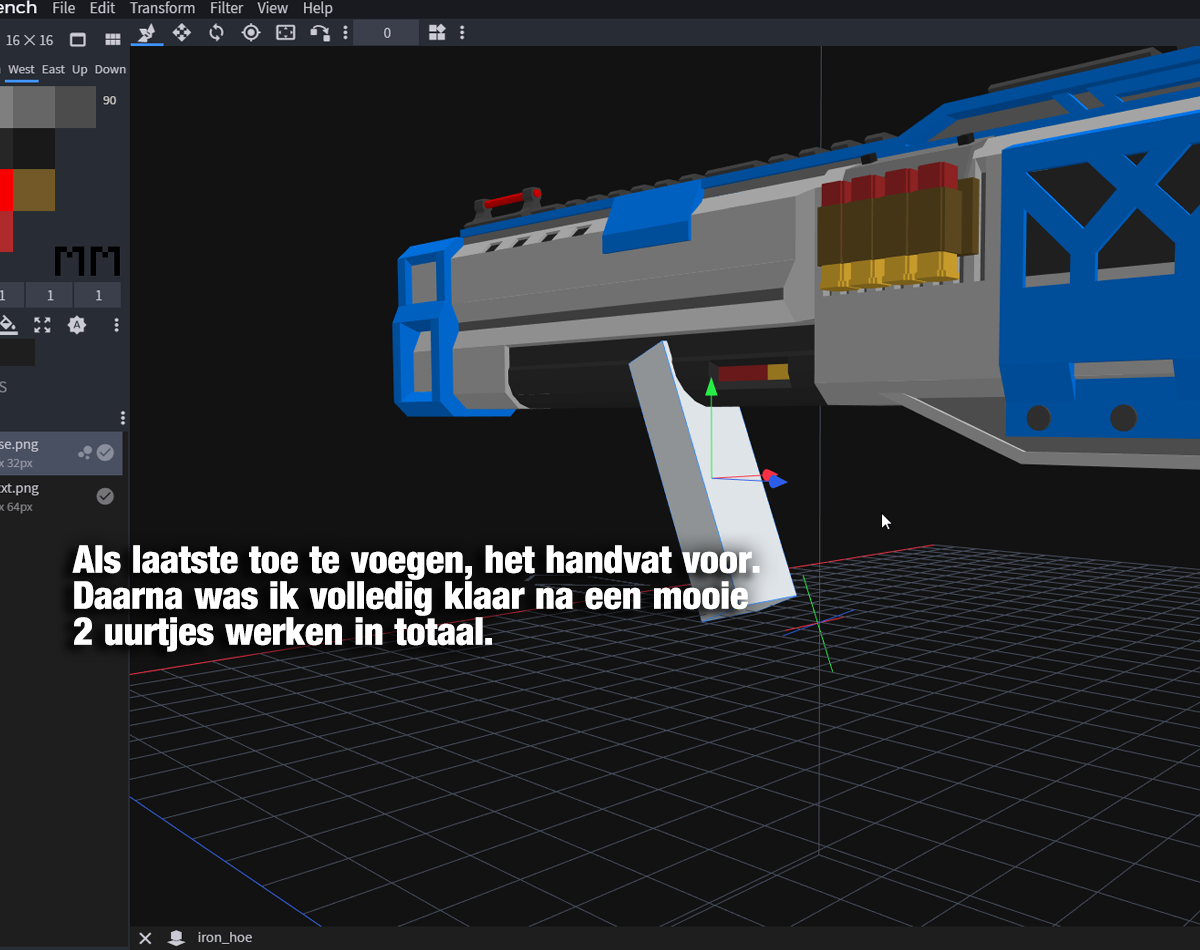 ench File Edit Transform Filter View Help
16 × 16
0
West East Up Down
90
1 1 1
S
se.png
x 32px
xt.png
x 64px
Als laatste toe te voegen, het handvat voor.
Daarna was ik volledig klaar na een mooie
2 uurtjes werken in totaal.
iron_hoe